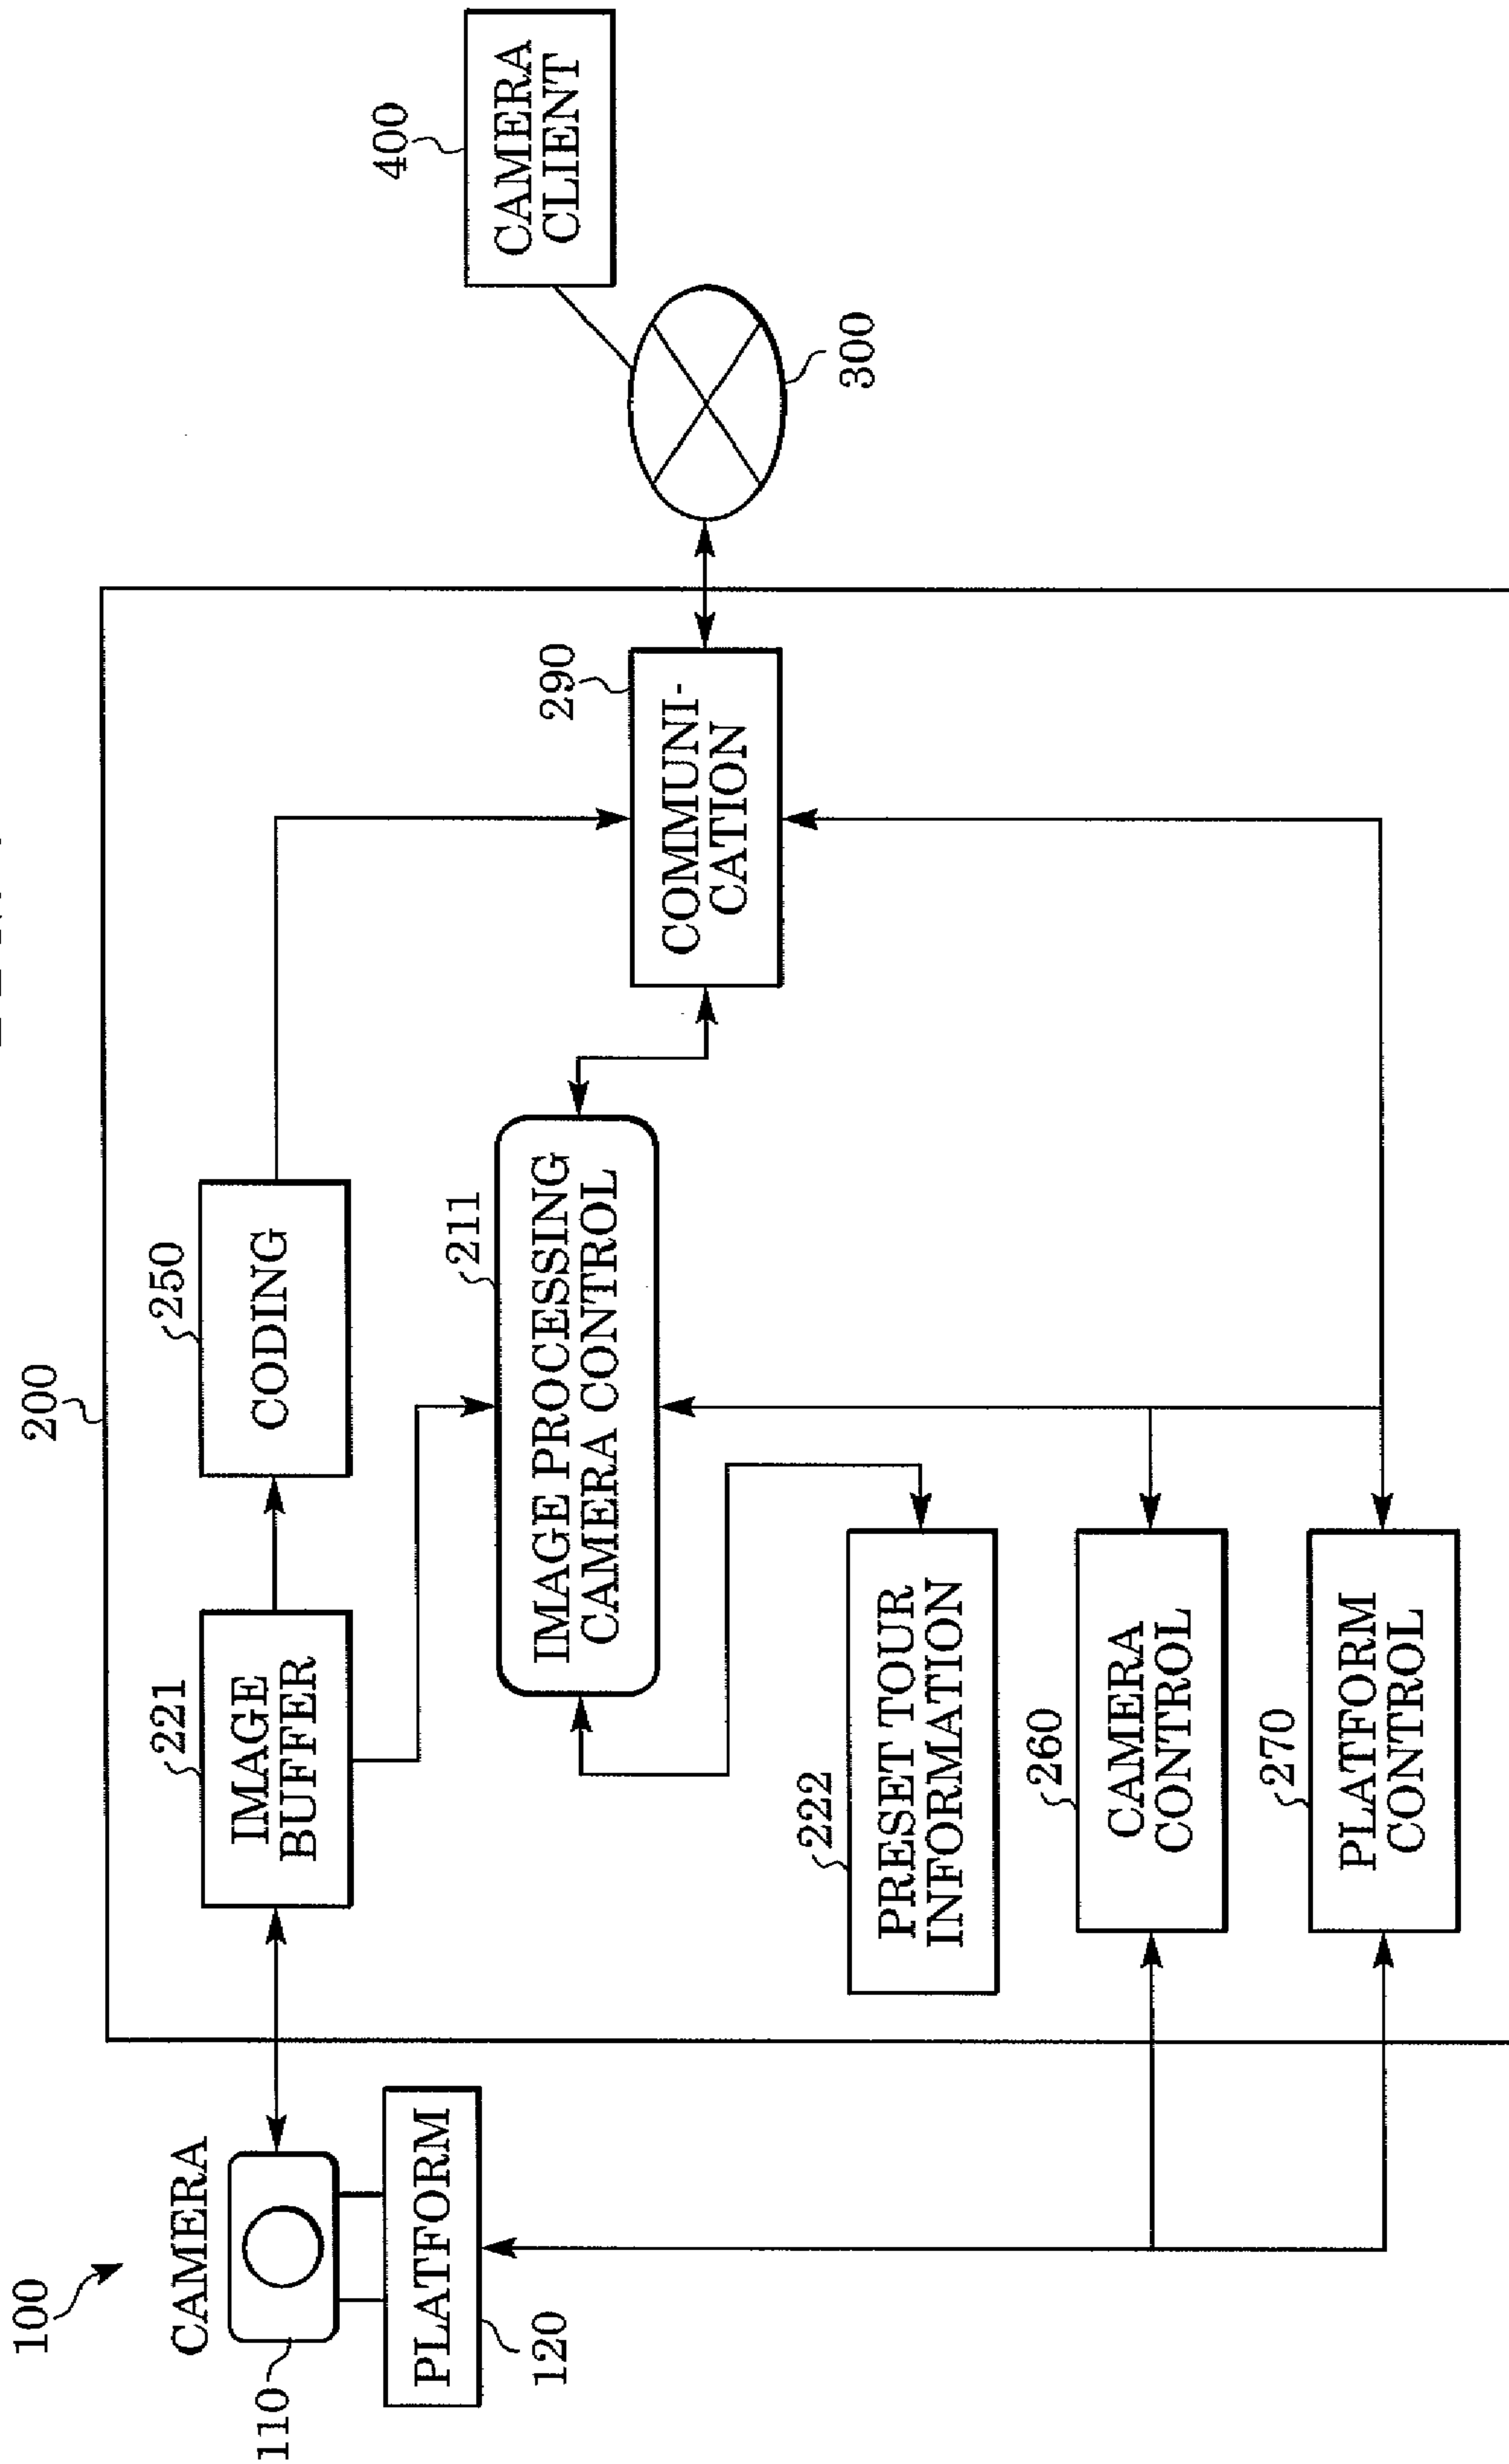 100
CAMERA
110
PLATFORM
120
200
221
IMAGE
BUFFER
250
CODING
211
IMAGE PROCESSING
CAMERA CONTROL
222
PRESET TOUR
INFORMATION
260
CAMERA
CONTROL
270
PLATFORM
CONTROL
290
COMMUNI-
CATION
300
400
CAMERA
CLIENT